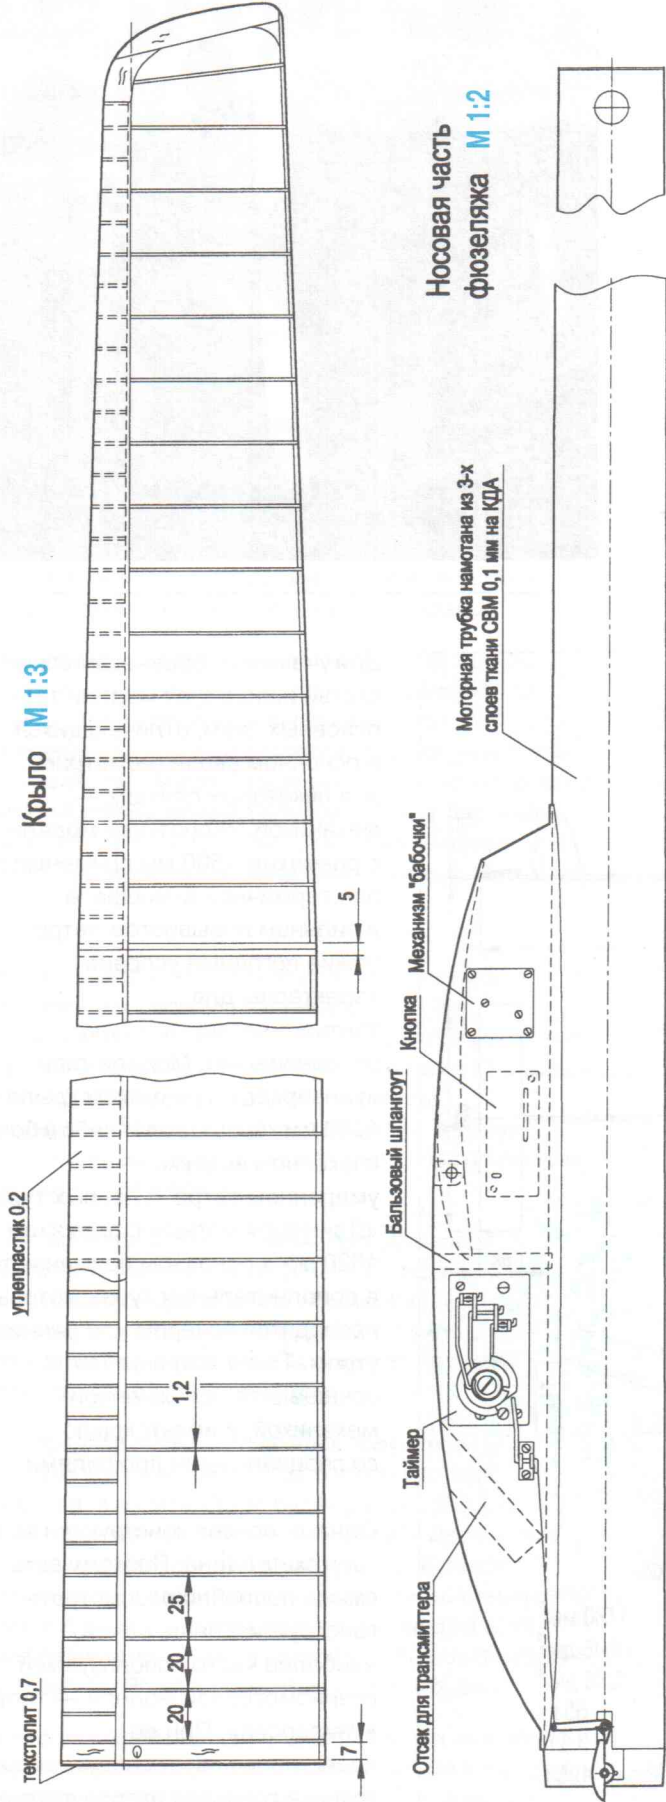 Крыло М 1:3
текстолит 0,7
углепластик 0,2
7
20
20
25
1,2
5
Носовая часть
фюзеляжа М 1:2
Отсек для трансмиттера
Таймер
Бальзовый шпангоут
Кнопка
Механизм "бабочки"
Моторная трубка намотана из 3-х
слоев ткани СВМ 0,1 мм на КДА